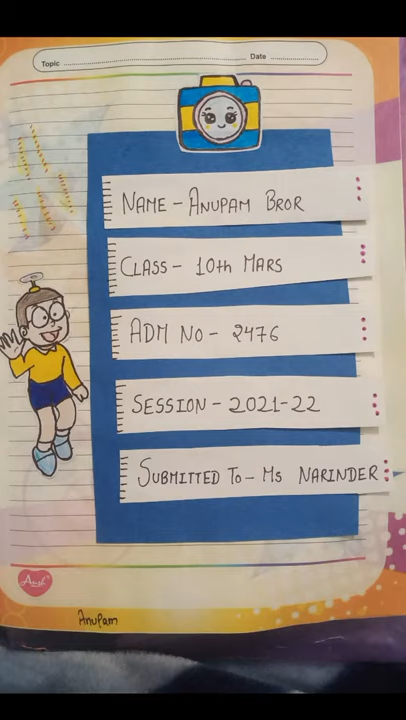 Topic ........................ Date ....................
NAME - ANUPAM BROR
CLASS - 10th MARS
ADM NO - 2476
SESSION - 2021-22
SUBMITTED TO - MS NARINDER
Ansh
Anupam